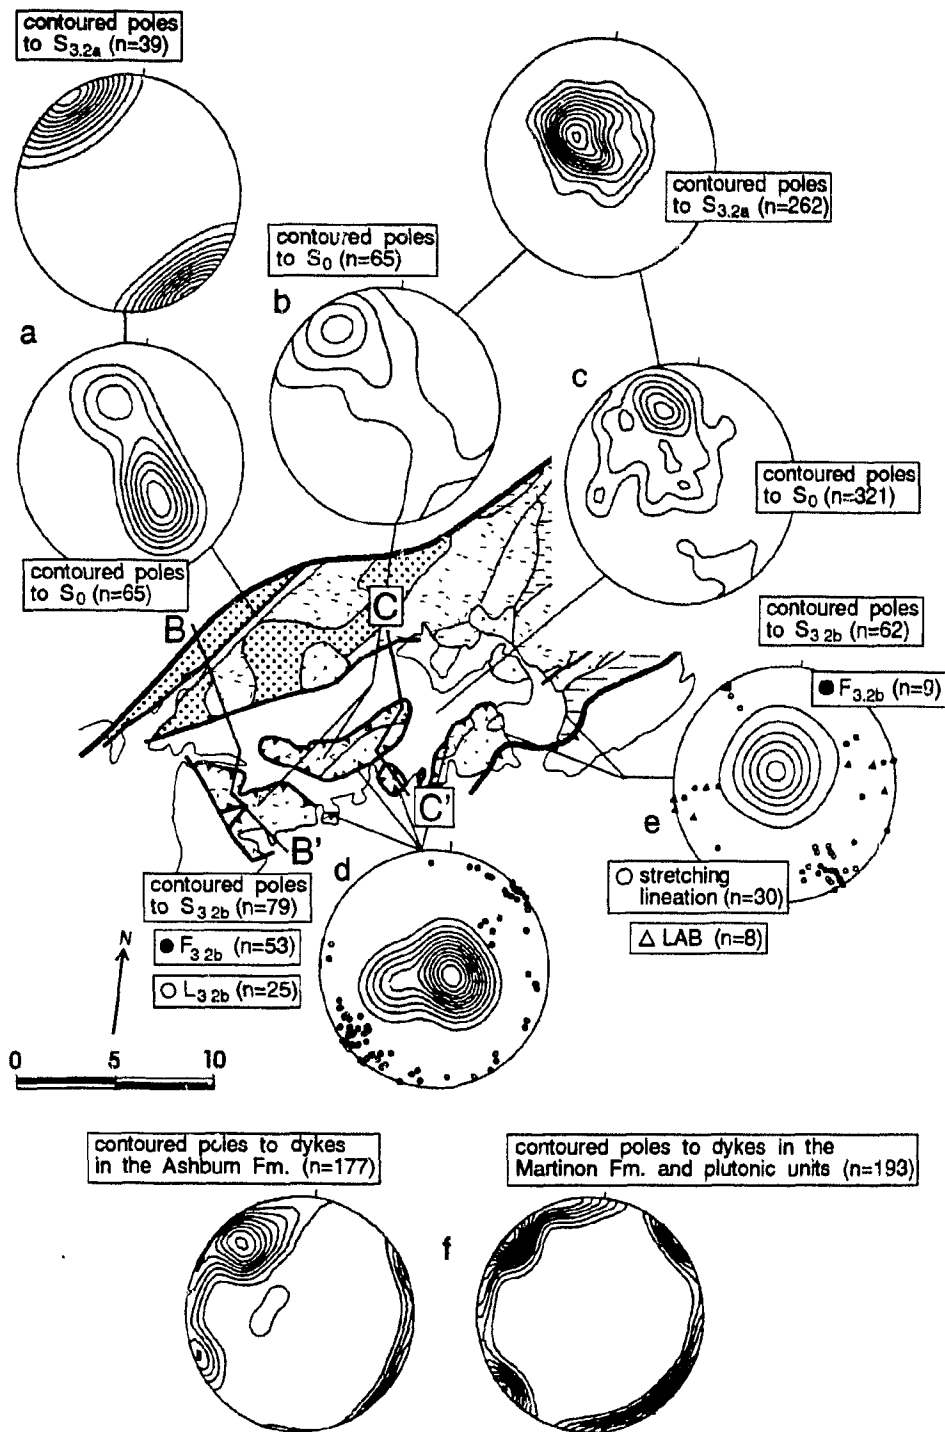 contoured poles
to S3.2a (n=39)
contoured poles
to S3.2a (n=262)
contoured poles
to S0 (n=65)
b
a
c
contoured poles
to S0 (n=321)
contoured poles
to S0 (n=65)
B
C
contoured poles
to S3.2b (n=62)
● F3.2b (n=9)
C'
e
B'
d
○ stretching
lineation (n=30)
△ LAB (n=8)
contoured poles
to S3 2b (n=79)
● F3 2b (n=53)
○ L3 2b (n=25)
N
0 5 10
contoured poles to dykes
in the Ashburn Fm. (n=177)
contoured poles to dykes in the
Martinon Fm. and plutonic units (n=193)
f